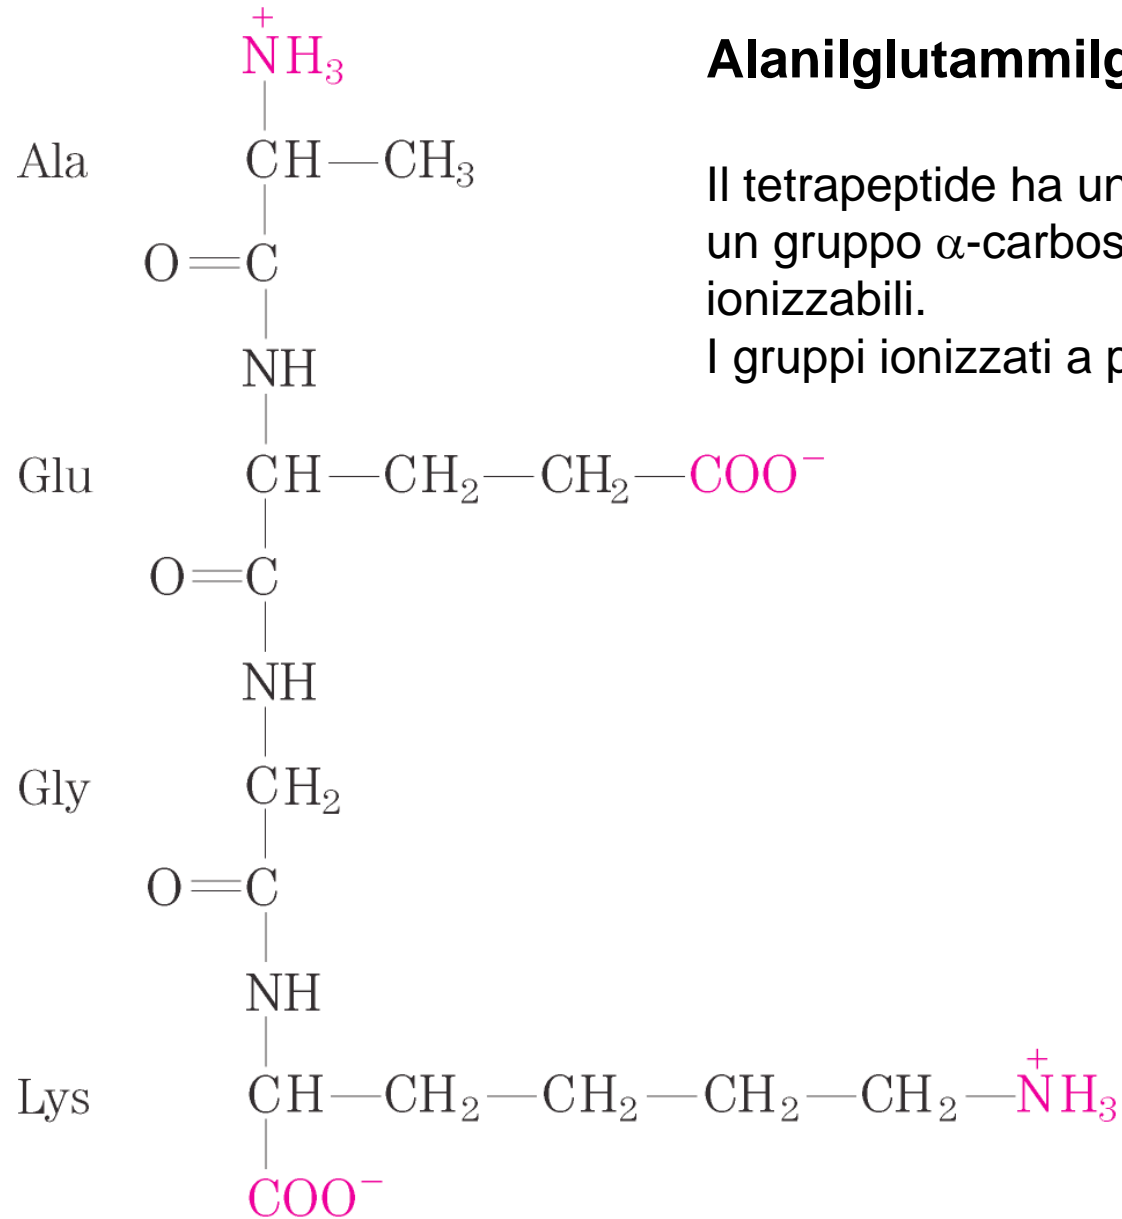 +
NH₃
Alanilglutammilg
Ala CH—CH₃
Il tetrapeptide ha un
un gruppo α-carbos
ionizzabili.
I gruppi ionizzati a p
O=C
NH
Glu CH—CH₂—CH₂—COO⁻
O=C
NH
Gly CH₂
O=C
NH
+
Lys CH—CH₂—CH₂—CH₂—CH₂—NH₃
COO⁻